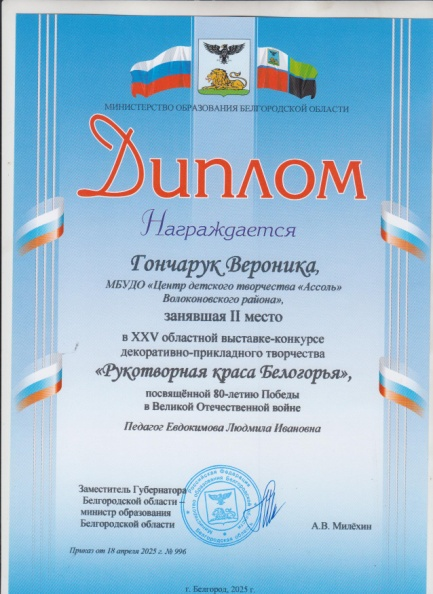 МИНИСТЕРСТВО ОБРАЗОВАНИЯ БЕЛГОРОДСКОЙ ОБЛАСТИ
Диплом
Награждается
Гончарук Вероника,
МБУДО «Центр детского творчества «Ассоль»
Волоконовского района»,
занявшая II место
в XXV областной выставке-конкурсе
декоративно-прикладного творчества
«Рукотворная краса Белогорья»,
посвящённой 80-летию Победы
в Великой Отечественной войне
Педагог Евдокимова Людмила Ивановна
Заместитель Губернатора
Белгородской области –
министр образования
Белгородской области
А.В. Милёхин
Приказ от 18 апреля 2025 г. № 996
г. Белгород, 2025 г.